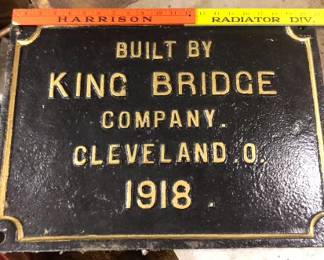 HARRISON RADIATOR DIV.
BUILT BY
KING BRIDGE
COMPANY.
CLEVELAND.O.
1918.